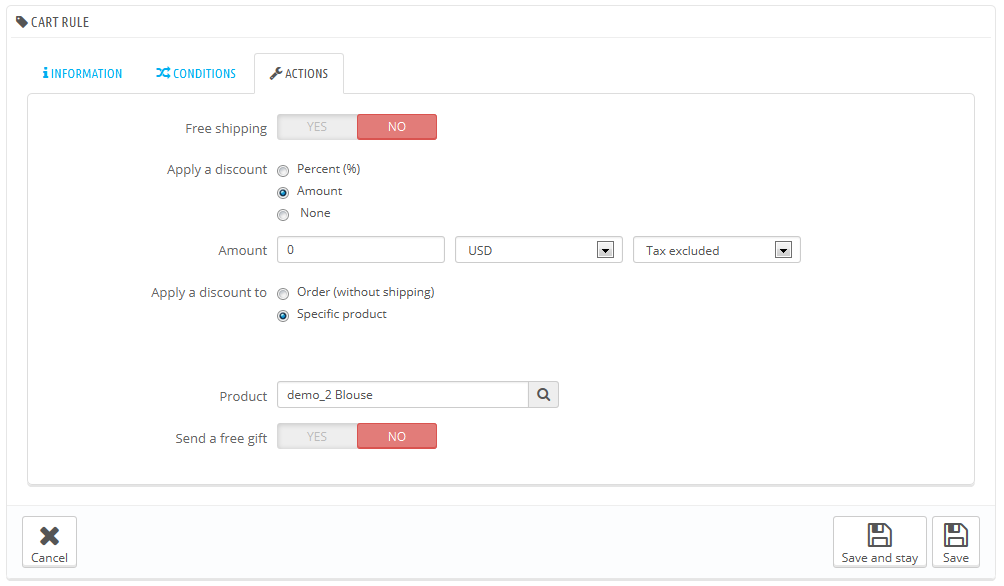 CART RULE
INFORMATION CONDITIONS ACTIONS
Free shipping YES NO
Apply a discount Percent (%)
Amount
None
Amount 0 USD Tax excluded
Apply a discount to Order (without shipping)
Specific product
Product demo_2 Blouse
Send a free gift YES NO
Cancel Save and stay Save